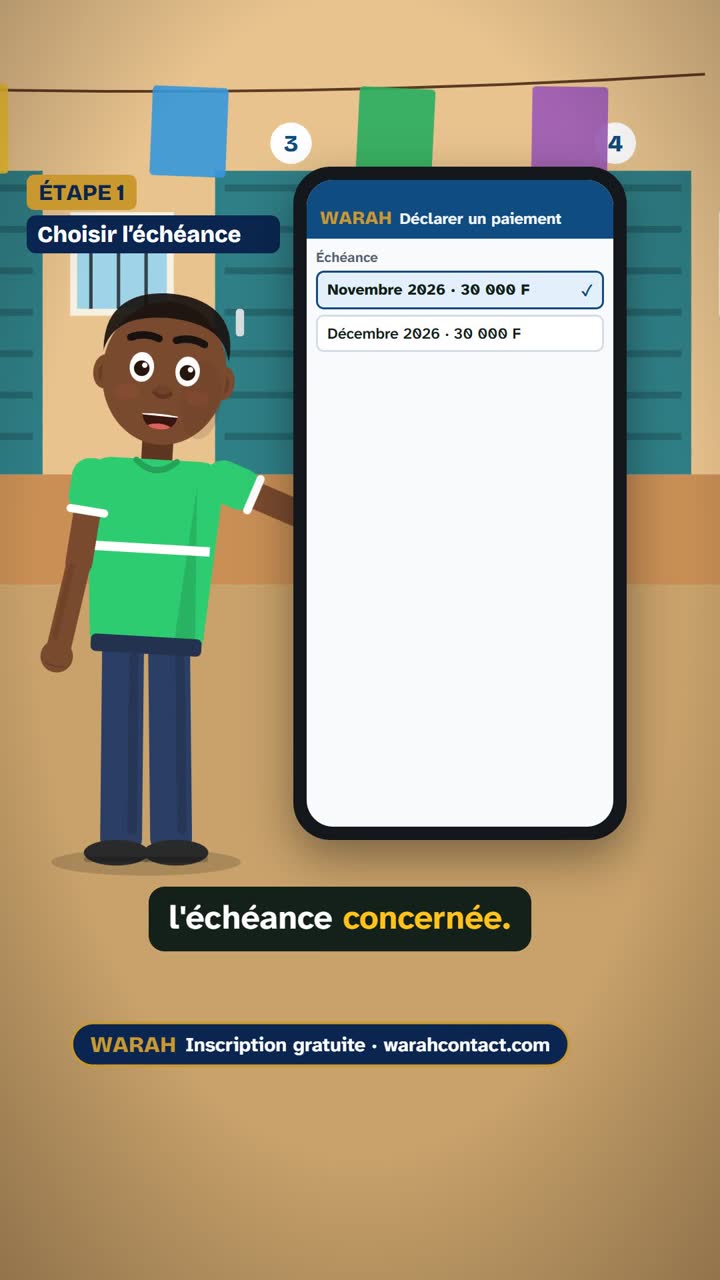 3
4
ÉTAPE 1
Choisir l'échéance
WARAH Déclarer un paiement
Échéance
Novembre 2026 · 30 000 F ✓
Décembre 2026 · 30 000 F
l'échéance concernée.
WARAH Inscription gratuite · warahcontact.com